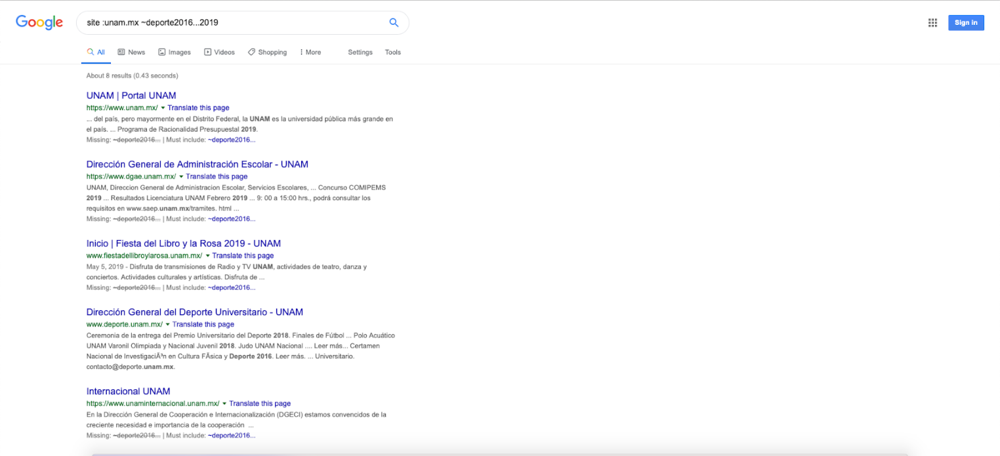 Google
site :unam.mx ~deporte2016...2019
Sign in
All News Images Videos Shopping More Settings Tools
About 8 results (0.43 seconds)
UNAM | Portal UNAM
https://www.unam.mx/ Translate this page
... del país, pero mayormente en el Distrito Federal, la UNAM es la universidad pública más grande en
el país. ... Programa de Racionalidad Presupuestal 2019.
Missing: ~deporte2016... | Must include: ~deporte2016...
Dirección General de Administración Escolar - UNAM
https://www.dgae.unam.mx/ Translate this page
UNAM, Direccion General de Administracion Escolar, Servicios Escolares, ... Concurso COMIPEMS
2019 ... Resultados Licenciatura UNAM Febrero 2019 ... 9: 00 a 15:00 hrs., podrá consultar los
requisitos en www.saep.unam.mx/tramites. html ...
Missing: ~deporte2016... | Must include: ~deporte2016...
Inicio | Fiesta del Libro y la Rosa 2019 - UNAM
www.fiestadellibroylarosa.unam.mx/ Translate this page
May 5, 2019 - Disfruta de transmisiones de Radio y TV UNAM, actividades de teatro, danza y
conciertos. Actividades culturales y artísticas. Disfruta de ...
Missing: ~deporte2016... | Must include: ~deporte2016...
Dirección General del Deporte Universitario - UNAM
www.deporte.unam.mx/ Translate this page
Ceremonia de la entrega del Premio Universitario del Deporte 2018. Finales de Fútbol ... Polo Acuático
UNAM Varonil Olimpiada y Nacional Juvenil 2018. Judo UNAM Nacional .... Leer más... Certamen
Nacional de InvestigaciÃ³n en Cultura FÃsica y Deporte 2016. Leer más. ... Universitario.
contacto@deporte.unam.mx.
Internacional UNAM
https://www.unaminternacional.unam.mx/ Translate this page
En la Dirección General de Cooperación e Internacionalización (DGECI) estamos convencidos de la
creciente necesidad e importancia de la cooperación ...
Missing: ~deporte2016... | Must include: ~deporte2016...